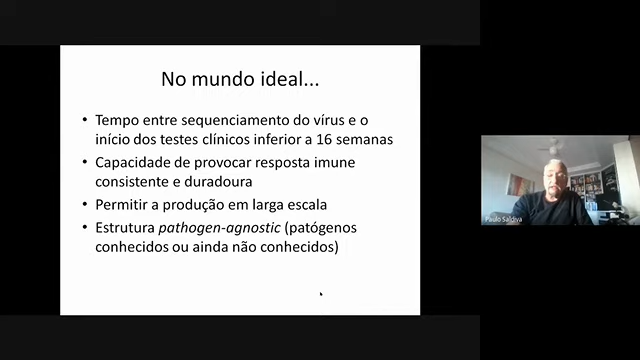 No mundo ideal...
• Tempo entre sequenciamento do vírus e o
início dos testes clínicos inferior a 16 semanas
• Capacidade de provocar resposta imune
consistente e duradoura
• Permitir a produção em larga escala
• Estrutura pathogen-agnostic (patógenos
conhecidos ou ainda não conhecidos)
Paulo Saldiva